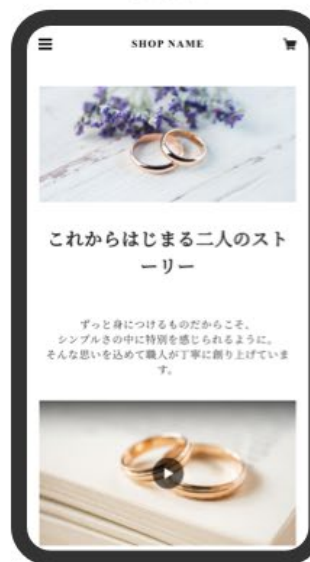 SHOP NAME
これからはじまる二人のスト
ーリー
ずっと身につけるものだからこそ、
シンプルさの中に特別を感じられるように。
そんな思いを込めて職人が丁寧に創り上げていま
す。